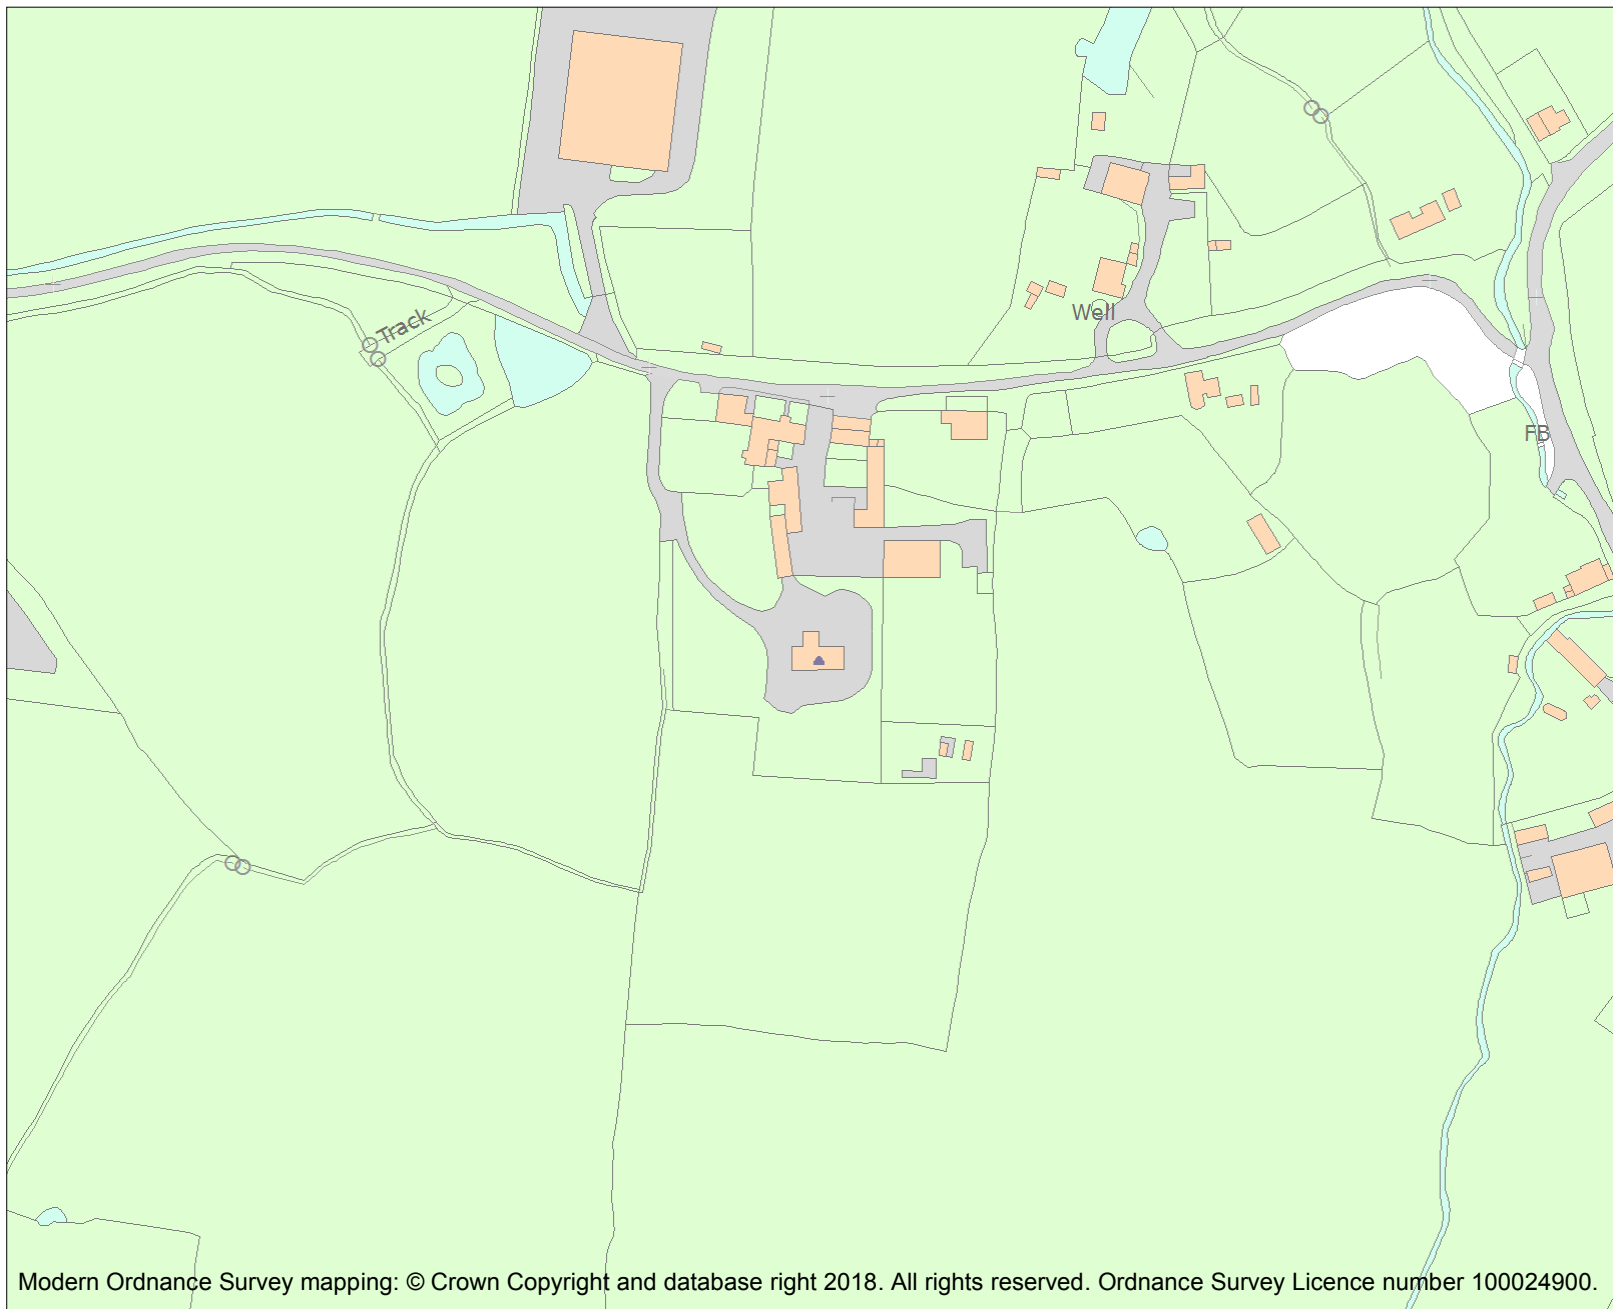 Well
Track
FB
Modern Ordnance Survey mapping: © Crown Copyright and database right 2018. All rights reserved. Ordnance Survey Licence number 100024900.